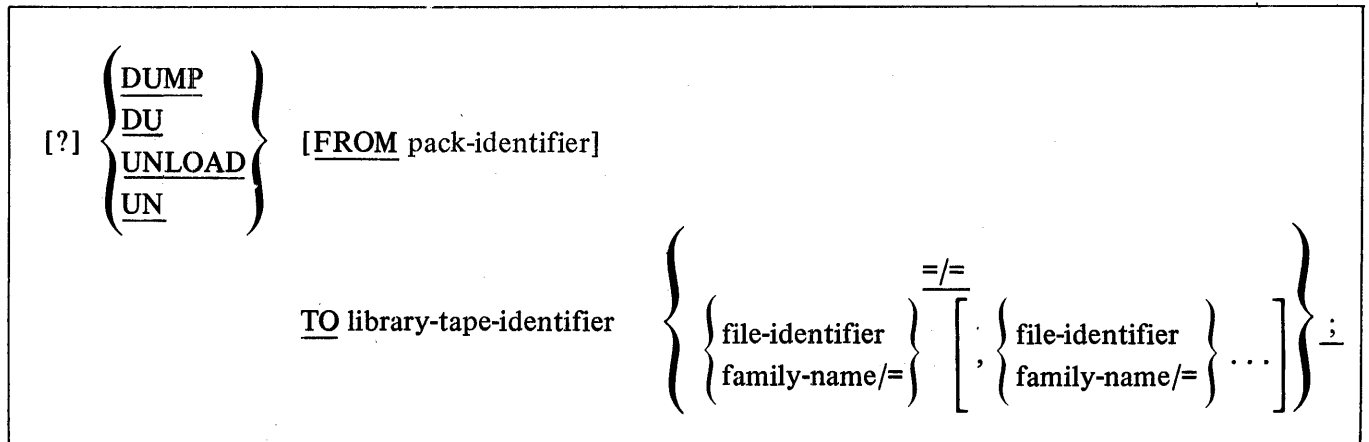 DUMP
DU
[?] UNLOAD [FROM pack-identifier]
UN
=/=
TO library-tape-identifier { { file-identifier } [ , { file-identifier } ... ] } ;
family-name/= family-name/=